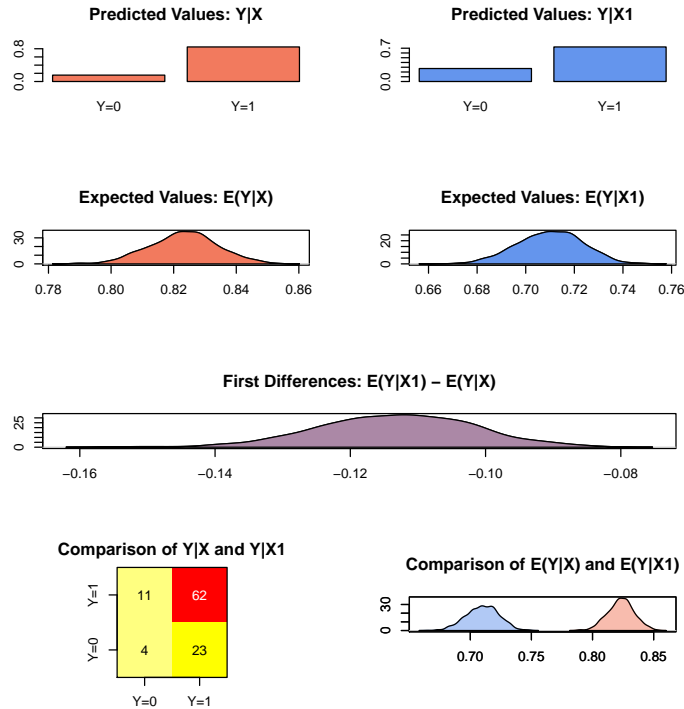 Predicted Values: Y|X
0.0 0.8
Y=0 Y=1
Predicted Values: Y|X1
0.0 0.7
Y=0 Y=1
Expected Values: E(Y|X)
0 30
0.78 0.80 0.82 0.84 0.86
Expected Values: E(Y|X1)
0 20
0.66 0.68 0.70 0.72 0.74 0.76
First Differences: E(Y|X1) − E(Y|X)
0 25
−0.16 −0.14 −0.12 −0.10 −0.08
Comparison of Y|X and Y|X1
Y=1 11 62
Y=0 4 23
Y=0 Y=1
Comparison of E(Y|X) and E(Y|X1)
0 30
0.70 0.75 0.80 0.85